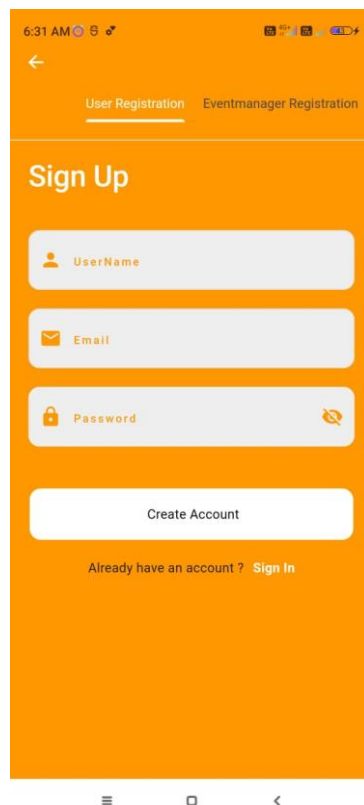 6:31 AM
User Registration Eventmanager Registration
Sign Up
UserName
Email
Password
Create Account
Already have an account ? Sign In